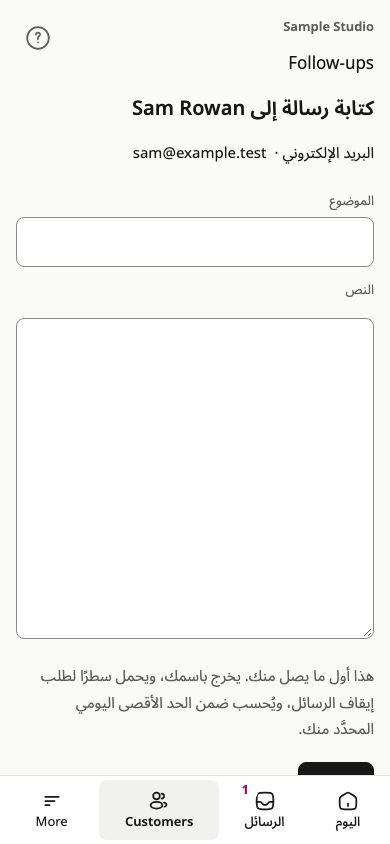 Sample Studio
Follow-ups
كتابة رسالة إلى Sam Rowan
البريد الإلكتروني · sam@example.test
الموضوع
النص
هذا أول ما يصل منك. يخرج باسمك، ويحمل سطرًا لطلب
إيقاف الرسائل، ويُحسب ضمن الحد الأقصى اليومي
المحدَّد منك.
اليوم
الرسائل 1
Customers
More